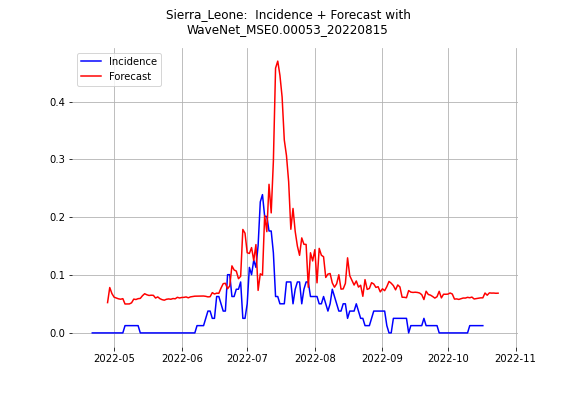 Sierra_Leone:  Incidence + Forecast with
WaveNet_MSE0.00053_20220815
Incidence
Forecast
0.4
0.3
0.2
0.1
0.0
2022-05 2022-06 2022-07 2022-08 2022-09 2022-10 2022-11